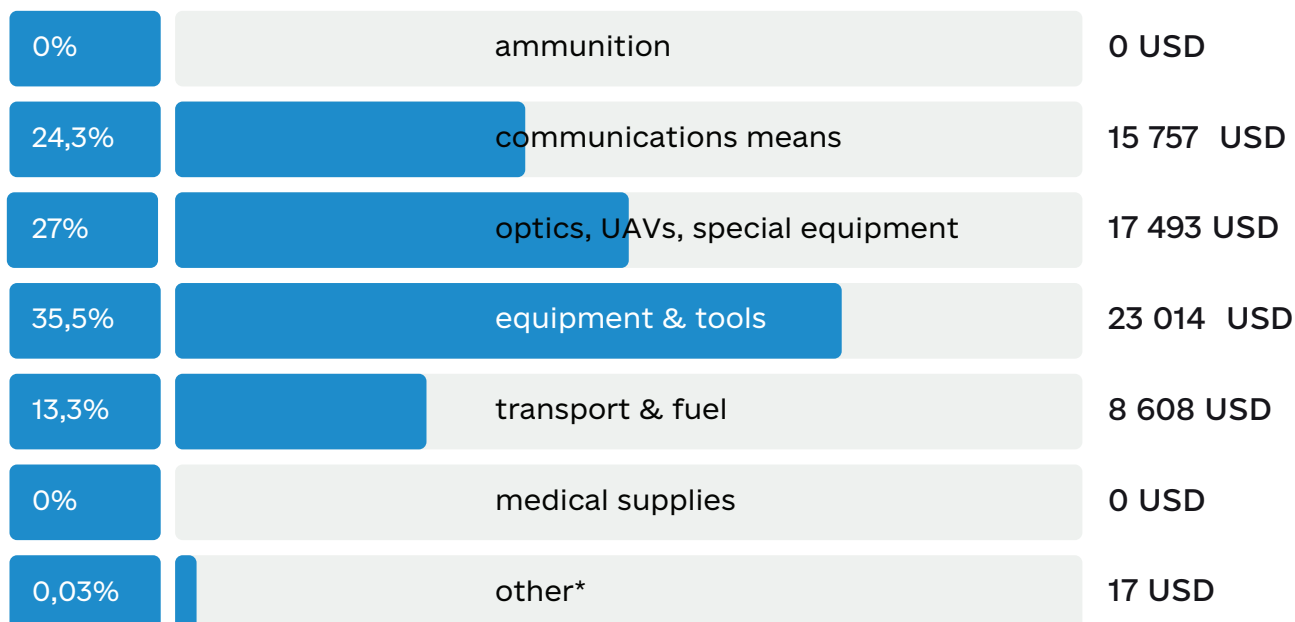 0% ammunition 0 USD
24,3% communications means 15 757 USD
27% optics, UAVs, special equipment 17 493 USD
35,5% equipment & tools 23 014 USD
13,3% transport & fuel 8 608 USD
0% medical supplies 0 USD
0,03% other* 17 USD